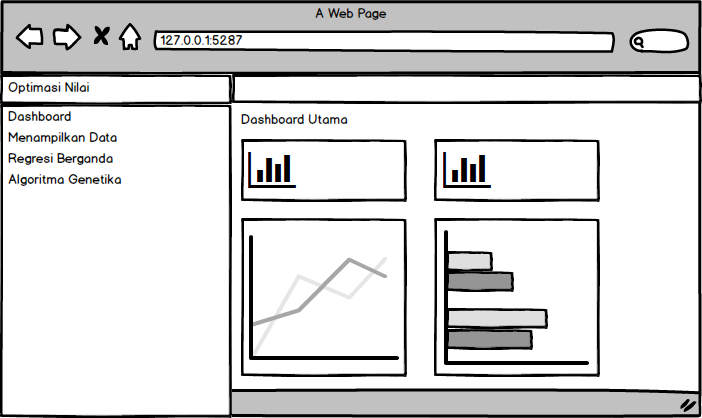 A Web Page
127.0.0.1:5287
Optimasi Nilai
Dashboard
Menampilkan Data
Regresi Berganda
Algoritma Genetika
Dashboard Utama